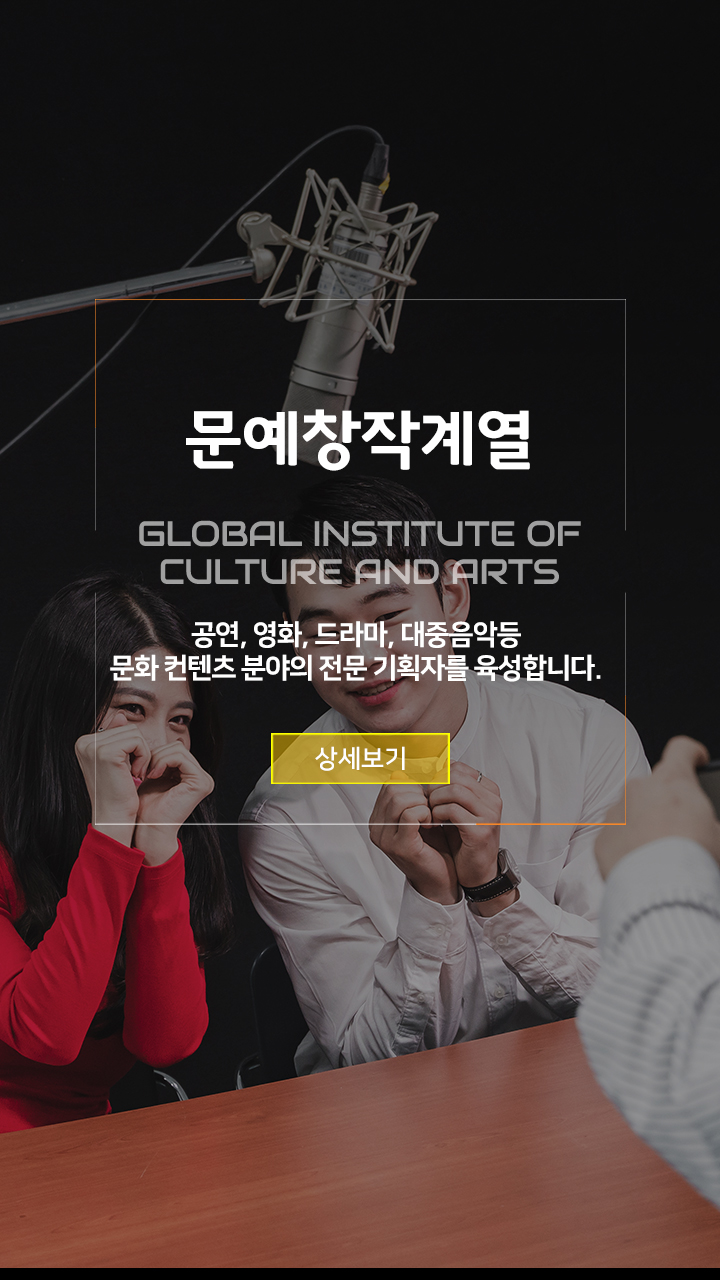 문예창작계열
GLOBAL INSTITUTE OF
CULTURE AND ARTS
공연, 영화, 드라마, 대중음악등
문화 컨텐츠 분야의 전문 기획자를 육성합니다.
상세보기